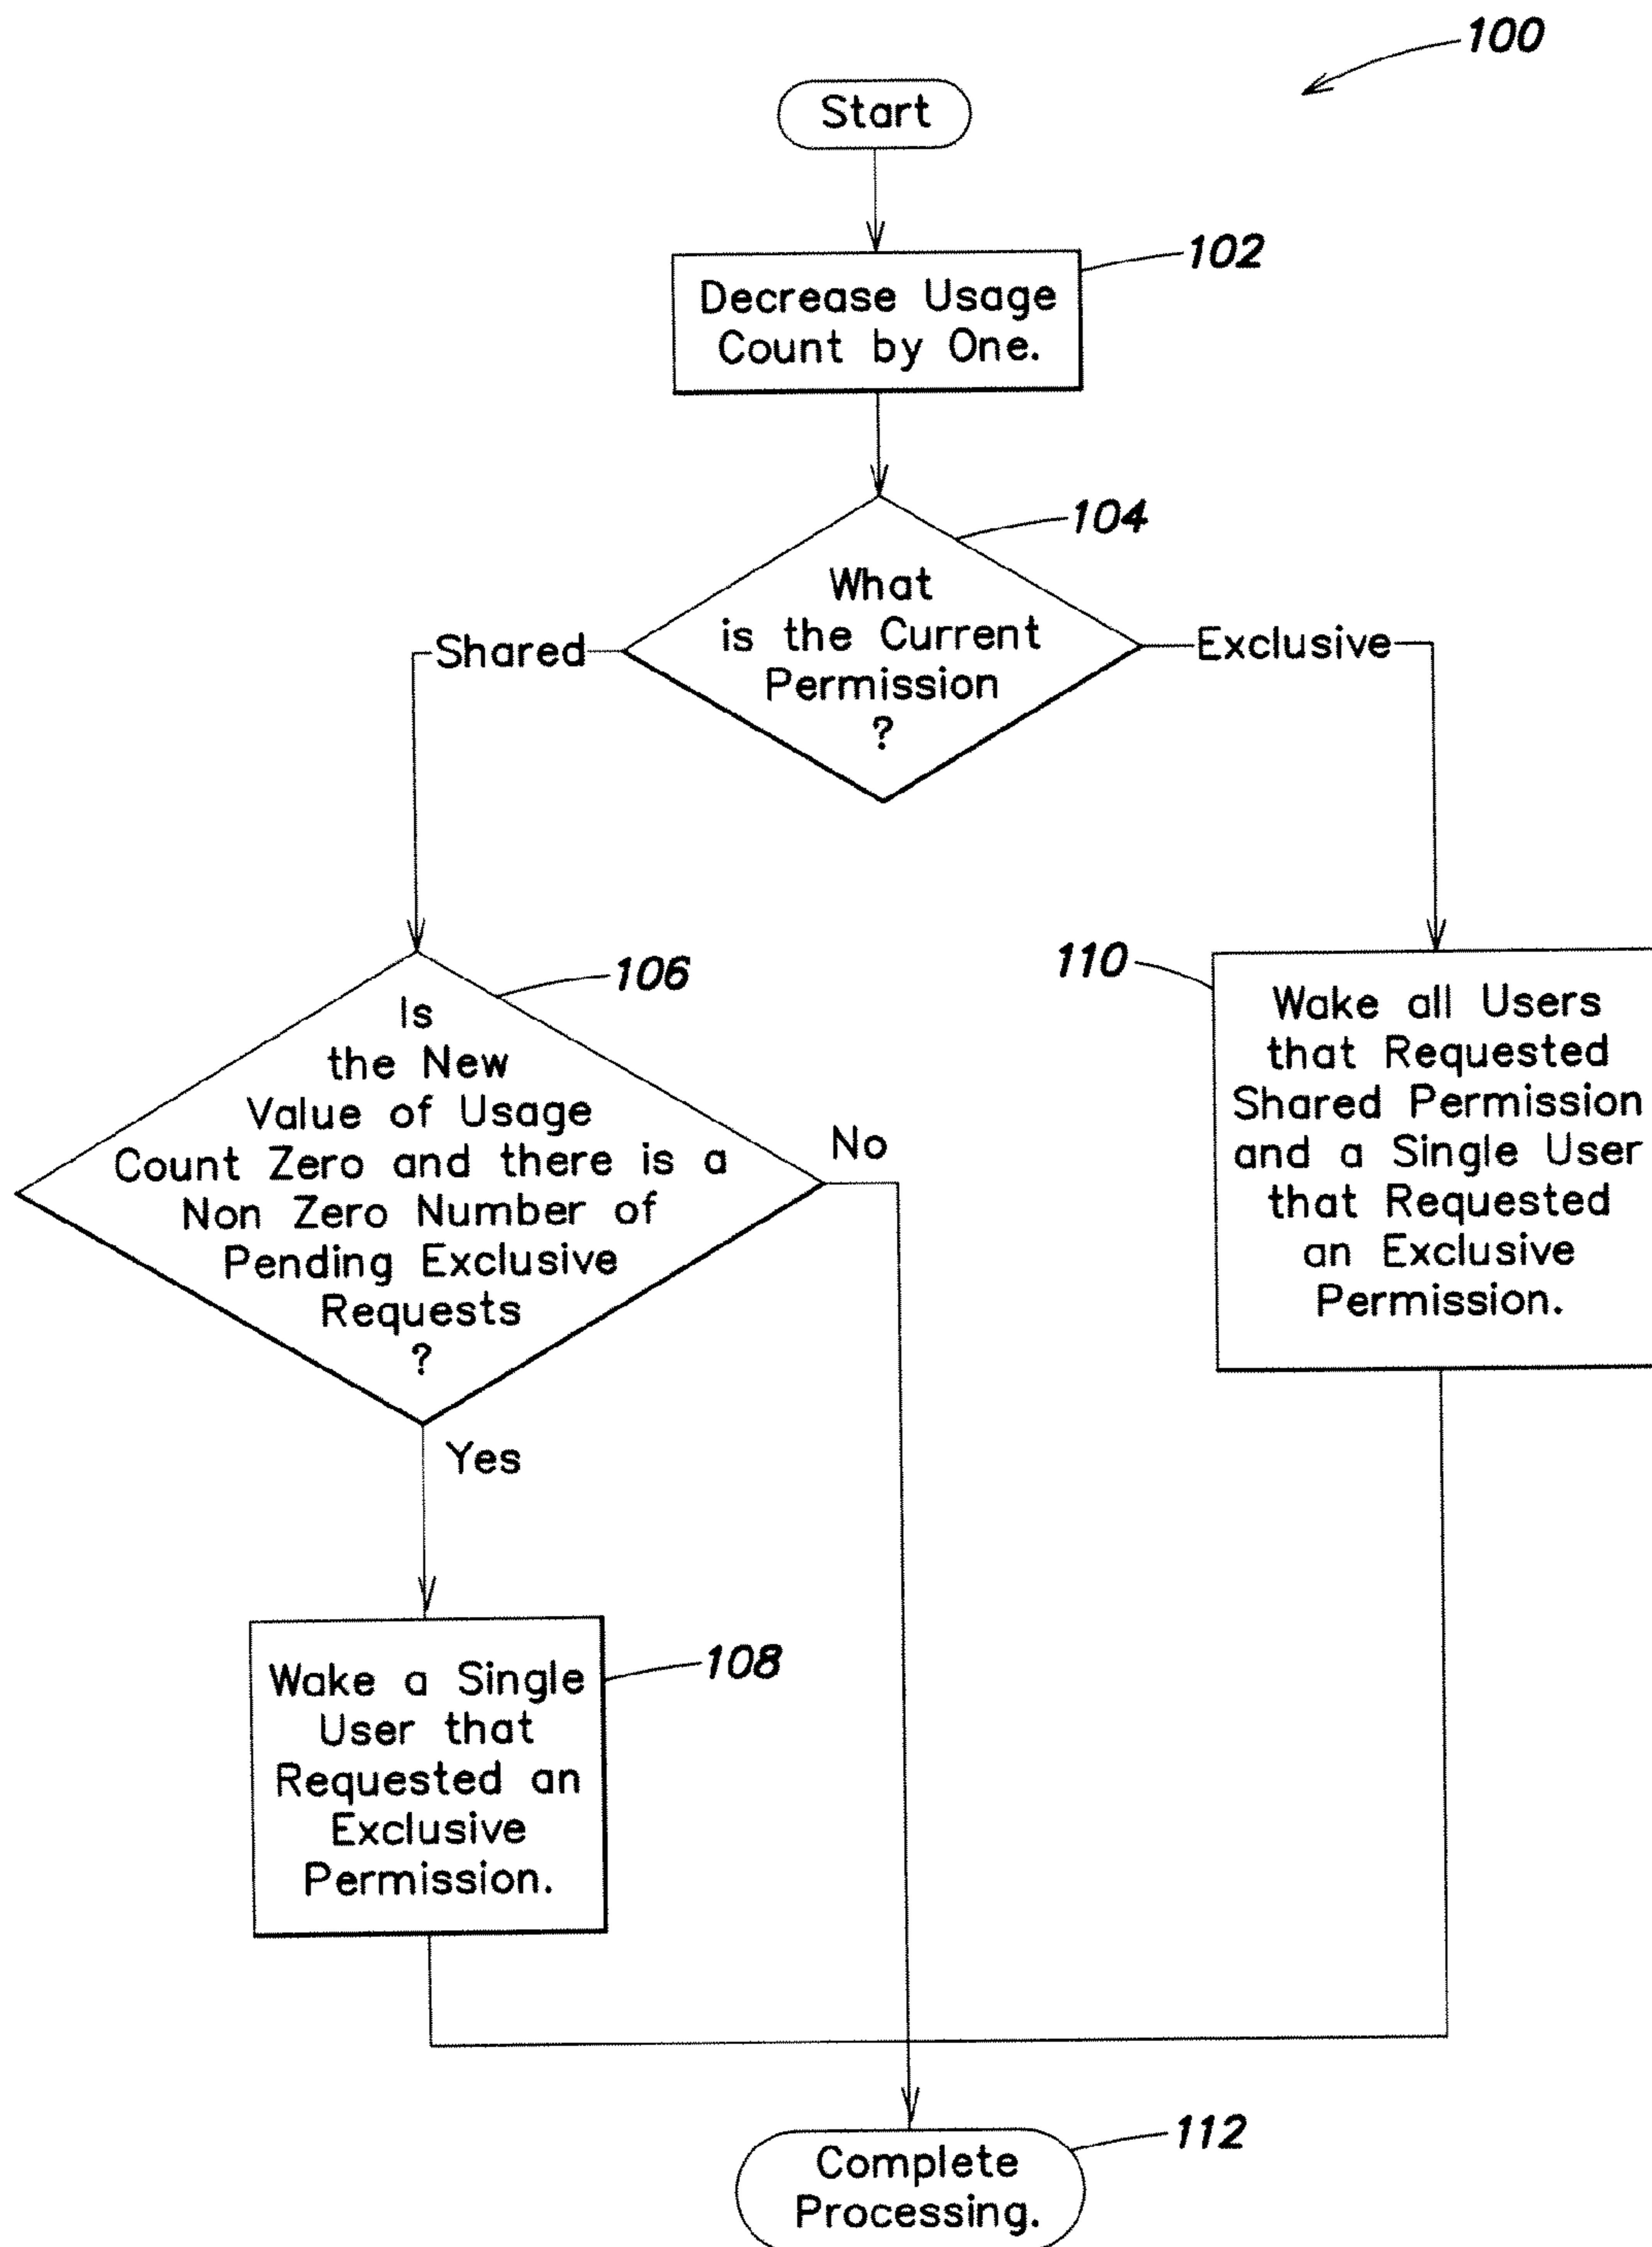 100
Start
102
Decrease Usage
Count by One.
104
What
is the Current
Permission
?
Shared
Exclusive
106
Is
the New
Value of Usage
Count Zero and there is a
Non Zero Number of
Pending Exclusive
Requests
?
No
Yes
110
Wake all Users
that Requested
Shared Permission
and a Single User
that Requested
an Exclusive
Permission.
108
Wake a Single
User that
Requested an
Exclusive
Permission.
112
Complete
Processing.